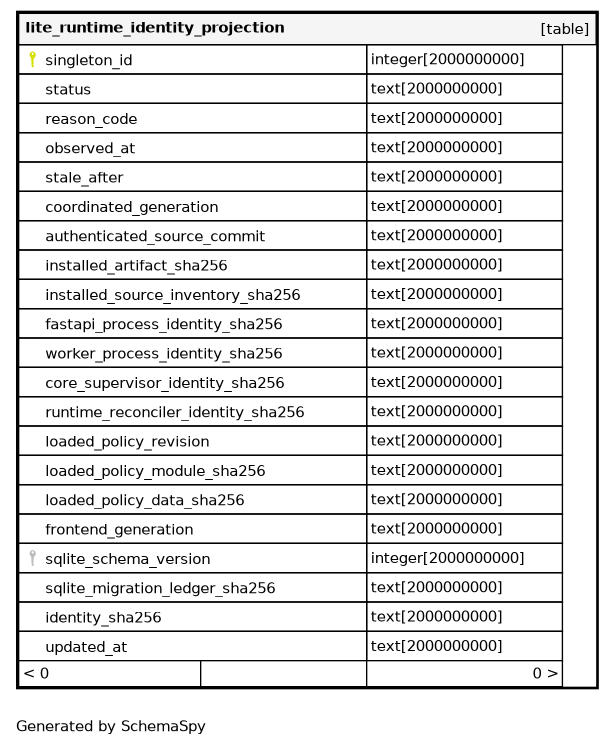 lite_runtime_identity_projection [table]
singleton_id integer[2000000000]
status text[2000000000]
reason_code text[2000000000]
observed_at text[2000000000]
stale_after text[2000000000]
coordinated_generation text[2000000000]
authenticated_source_commit text[2000000000]
installed_artifact_sha256 text[2000000000]
installed_source_inventory_sha256 text[2000000000]
fastapi_process_identity_sha256 text[2000000000]
worker_process_identity_sha256 text[2000000000]
core_supervisor_identity_sha256 text[2000000000]
runtime_reconciler_identity_sha256 text[2000000000]
loaded_policy_revision text[2000000000]
loaded_policy_module_sha256 text[2000000000]
loaded_policy_data_sha256 text[2000000000]
frontend_generation text[2000000000]
sqlite_schema_version integer[2000000000]
sqlite_migration_ledger_sha256 text[2000000000]
identity_sha256 text[2000000000]
updated_at text[2000000000]
< 0 0 >
Generated by SchemaSpy